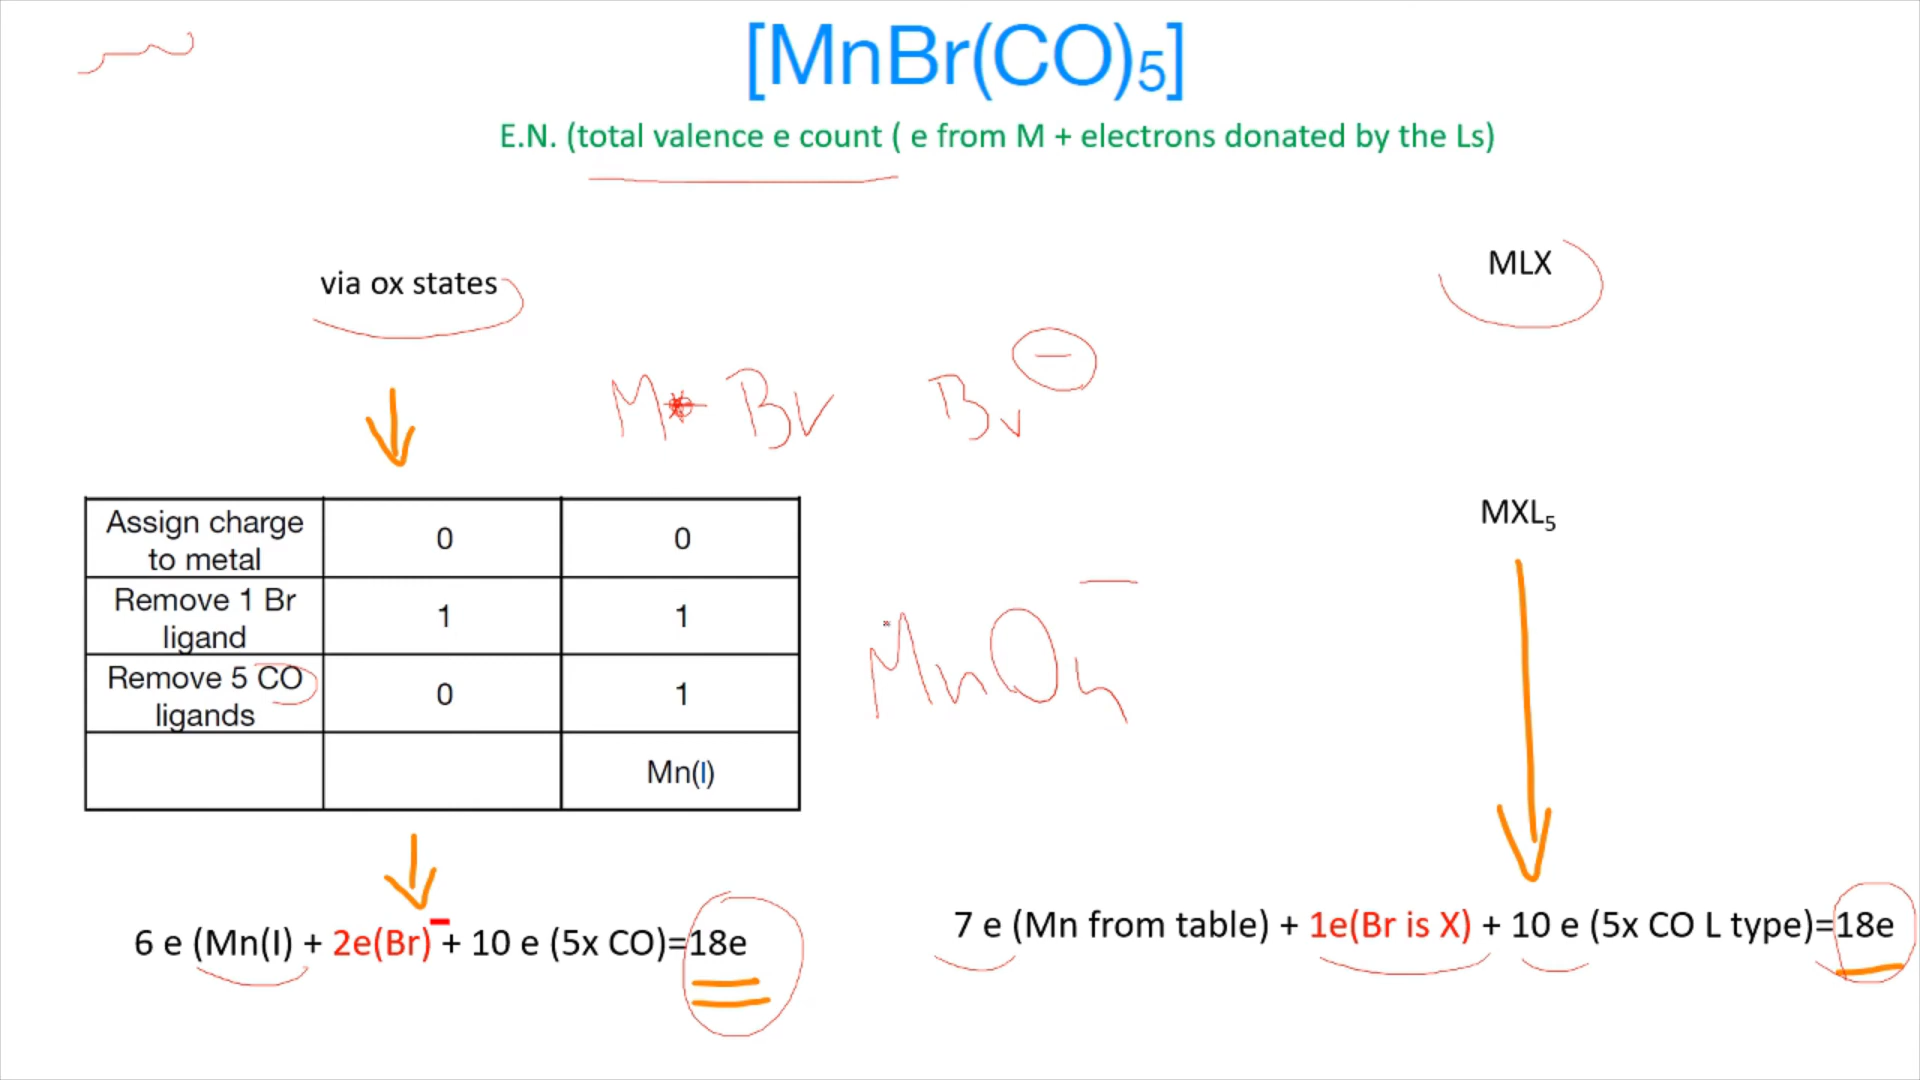 [MnBr(CO)₅]
E.N. (total valence e count ( e from M + electrons donated by the Ls)
via ox states
MLX
M Br Br⁻
Assign charge to metal 0 0
Remove 1 Br ligand 1 1
Remove 5 CO ligands 0 1
Mn(I)
MXL₅
MnO₄⁻
6 e (Mn(I) + 2e(Br)⁻ + 10 e (5x CO)=18e
7 e (Mn from table) + 1e(Br is X) + 10 e (5x CO L type)=18e